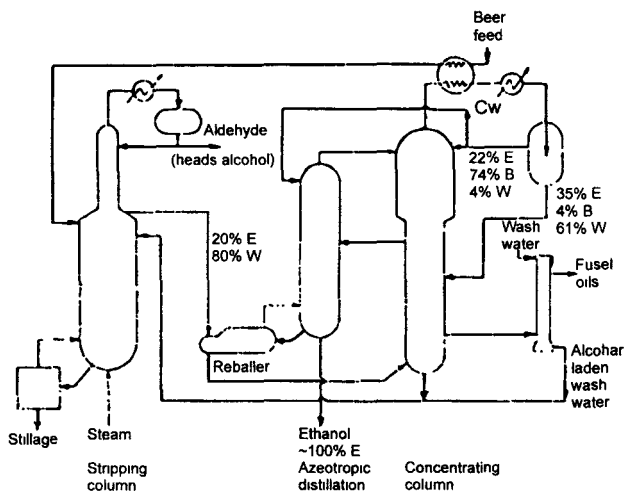 Beer
feed
Cw
Aldehyde
(heads alcohol)
22% E
74% B
4% W
35% E
4% B
61% W
20% E
80% W
Wash
water
Fusel
oils
Reballer
Alcohar
laden
wash
water
Stillage
Steam
Ethanol
~100% E
Azeotropic
distillation
Stripping
column
Concentrating
column